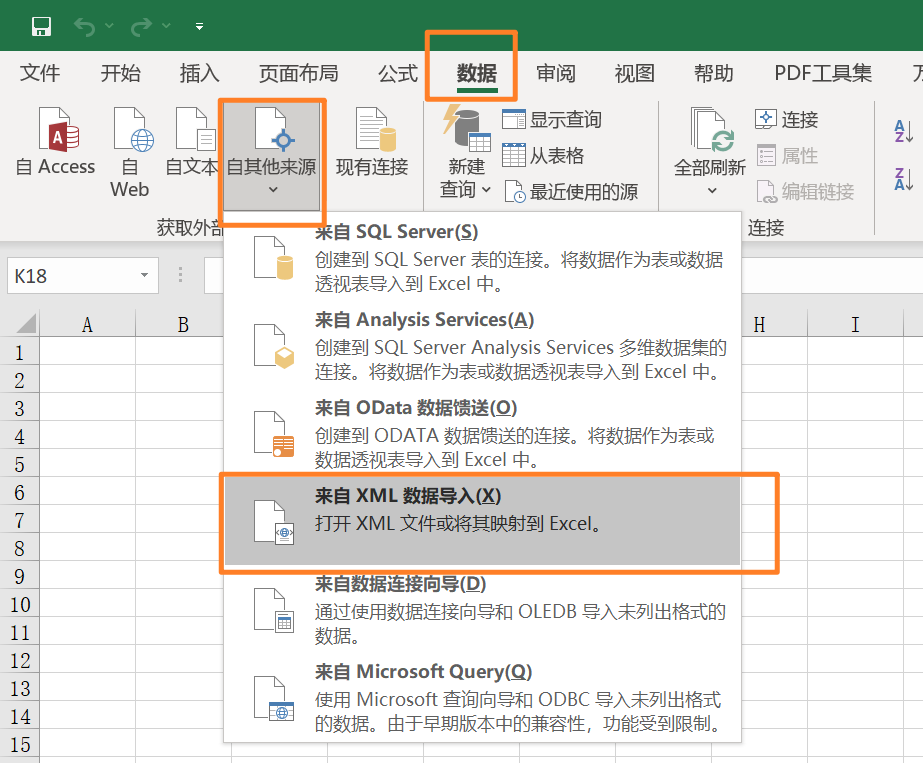 文件 开始 插入 页面布局 公式 数据 审阅 视图 帮助 PDF工具集
自 Access
自
Web
自文本
自其他来源
现有连接
新建
查询
显示查询
从表格
最近使用的源
全部刷新
连接
属性
编辑链接
获取外部
连接
K18
A B H I
1
2
3
4
5
6
7
8
9
10
11
12
13
14
15
来自 SQL Server(S)
创建到 SQL Server 表的连接。将数据作为表或数据
透视表导入到 Excel 中。
来自 Analysis Services(A)
创建到 SQL Server Analysis Services 多维数据集的
连接。将数据作为表或数据透视表导入到 Excel 中。
来自 OData 数据馈送(O)
创建到 ODATA 数据馈送的连接。将数据作为表或
数据透视表导入到 Excel 中。
来自 XML 数据导入(X)
打开 XML 文件或将其映射到 Excel。
来自数据连接向导(D)
通过使用数据连接向导和 OLEDB 导入未列出格式的
数据。
来自 Microsoft Query(Q)
使用 Microsoft 查询向导和 ODBC 导入未列出格式
的数据。由于早期版本中的兼容性，功能受到限制。